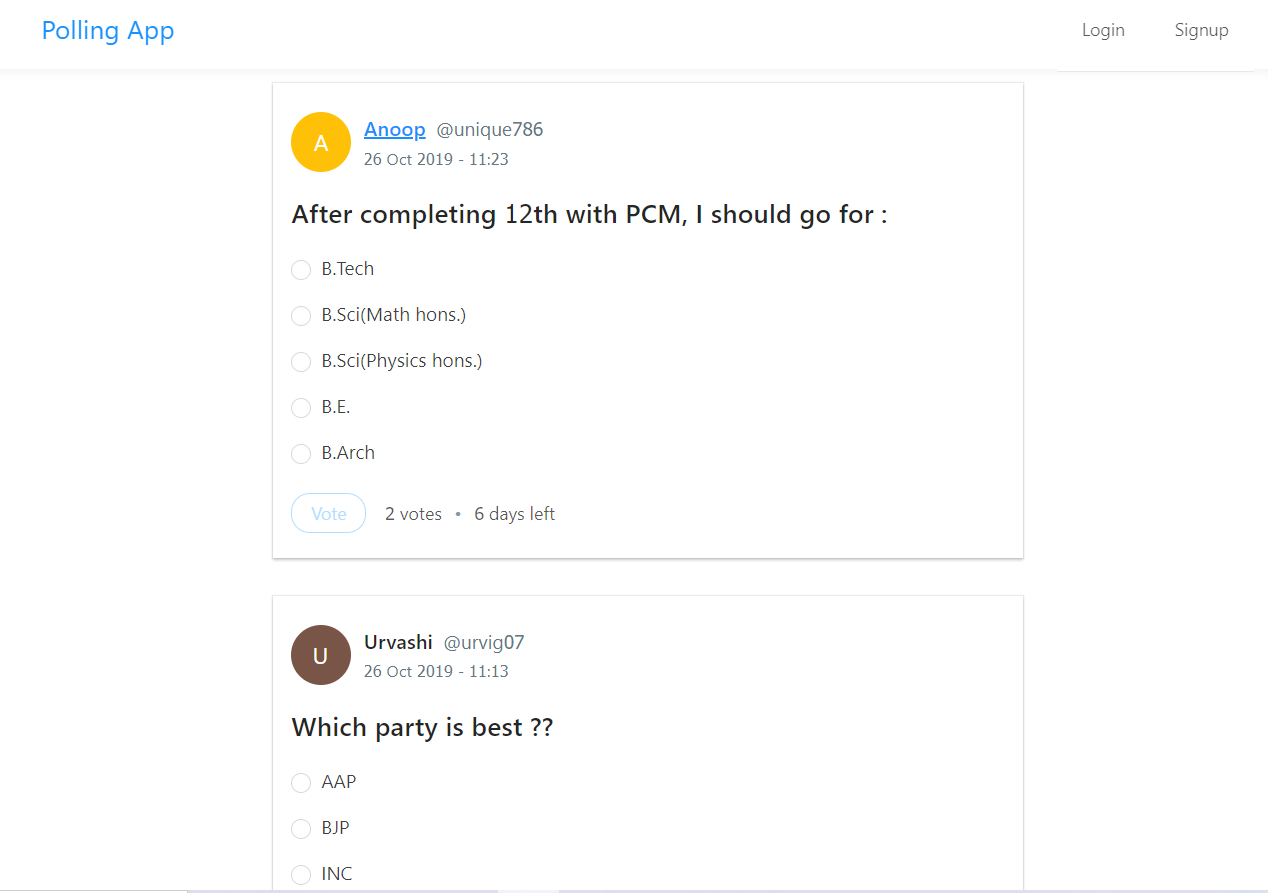 Polling App Login Signup
A Anoop @unique786
26 Oct 2019 - 11:23
After completing 12th with PCM, I should go for :
B.Tech
B.Sci(Math hons.)
B.Sci(Physics hons.)
B.E.
B.Arch
Vote 2 votes • 6 days left
U Urvashi @urvig07
26 Oct 2019 - 11:13
Which party is best ??
AAP
BJP
INC